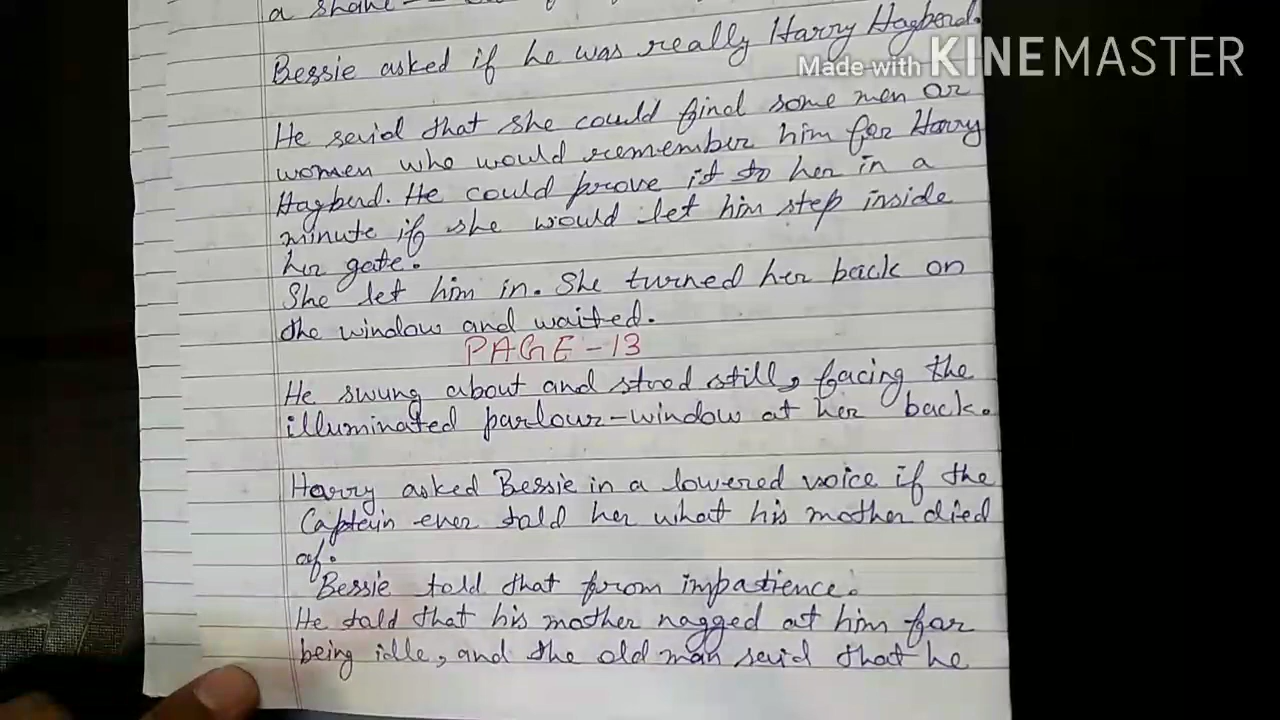 a
Bessie asked if he was really Harry Hagberd.
Made with KINEMASTER
He said that she could find some men or
women who would remember him for Harry
Hagberd. He could prove it to her in a
minute if she would let him step inside
her gate.
She let him in. She turned her back on
the window and waited.
PAGE-13
He swung about and stood still, facing the
illuminated parlour-window at her back.
Harry asked Bessie in a lowered voice if the
Captain ever told her what his mother died
of.
Bessie told that from impatience.
He told that his mother nagged at him for
being idle, and the old man said that he